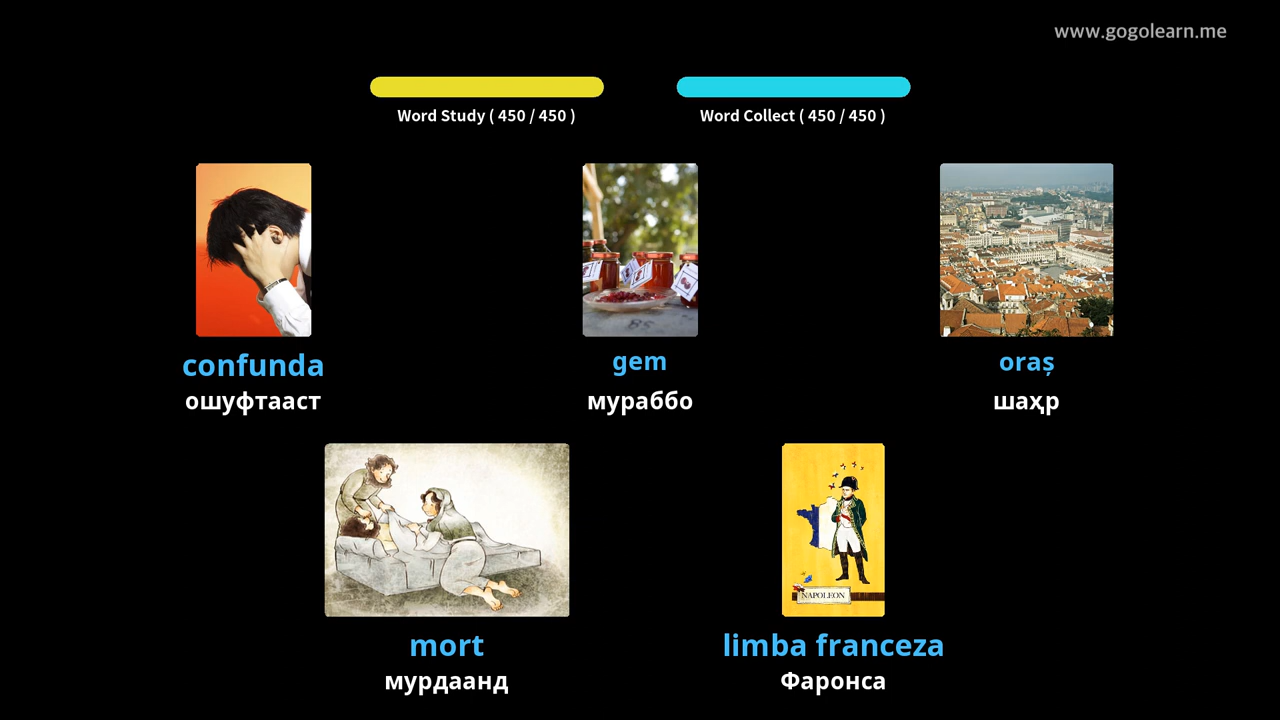 www.gogolearn.me
Word Study ( 450 / 450 )
Word Collect ( 450 / 450 )
confunda
ошуфтааст
gem
мураббо
oraș
шаҳр
NAPOLEON
mort
мурдаанд
limba franceza
Фаронса